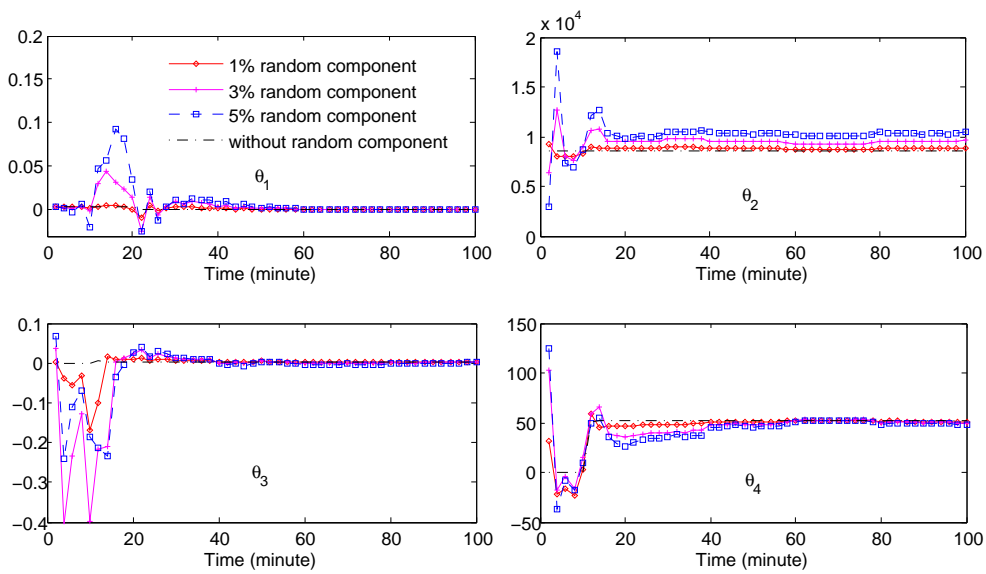 0.2
0.15
0.1
0.05
0
0 20 40 60 80 100
Time (minute)
1% random component
3% random component
5% random component
without random component
θ1
x 10^4
2
1.5
1
0.5
0
0 20 40 60 80 100
Time (minute)
θ2
0.1
0
−0.1
−0.2
−0.3
−0.4
0 20 40 60 80 100
Time (minute)
θ3
150
100
50
0
−50
0 20 40 60 80 100
Time (minute)
θ4